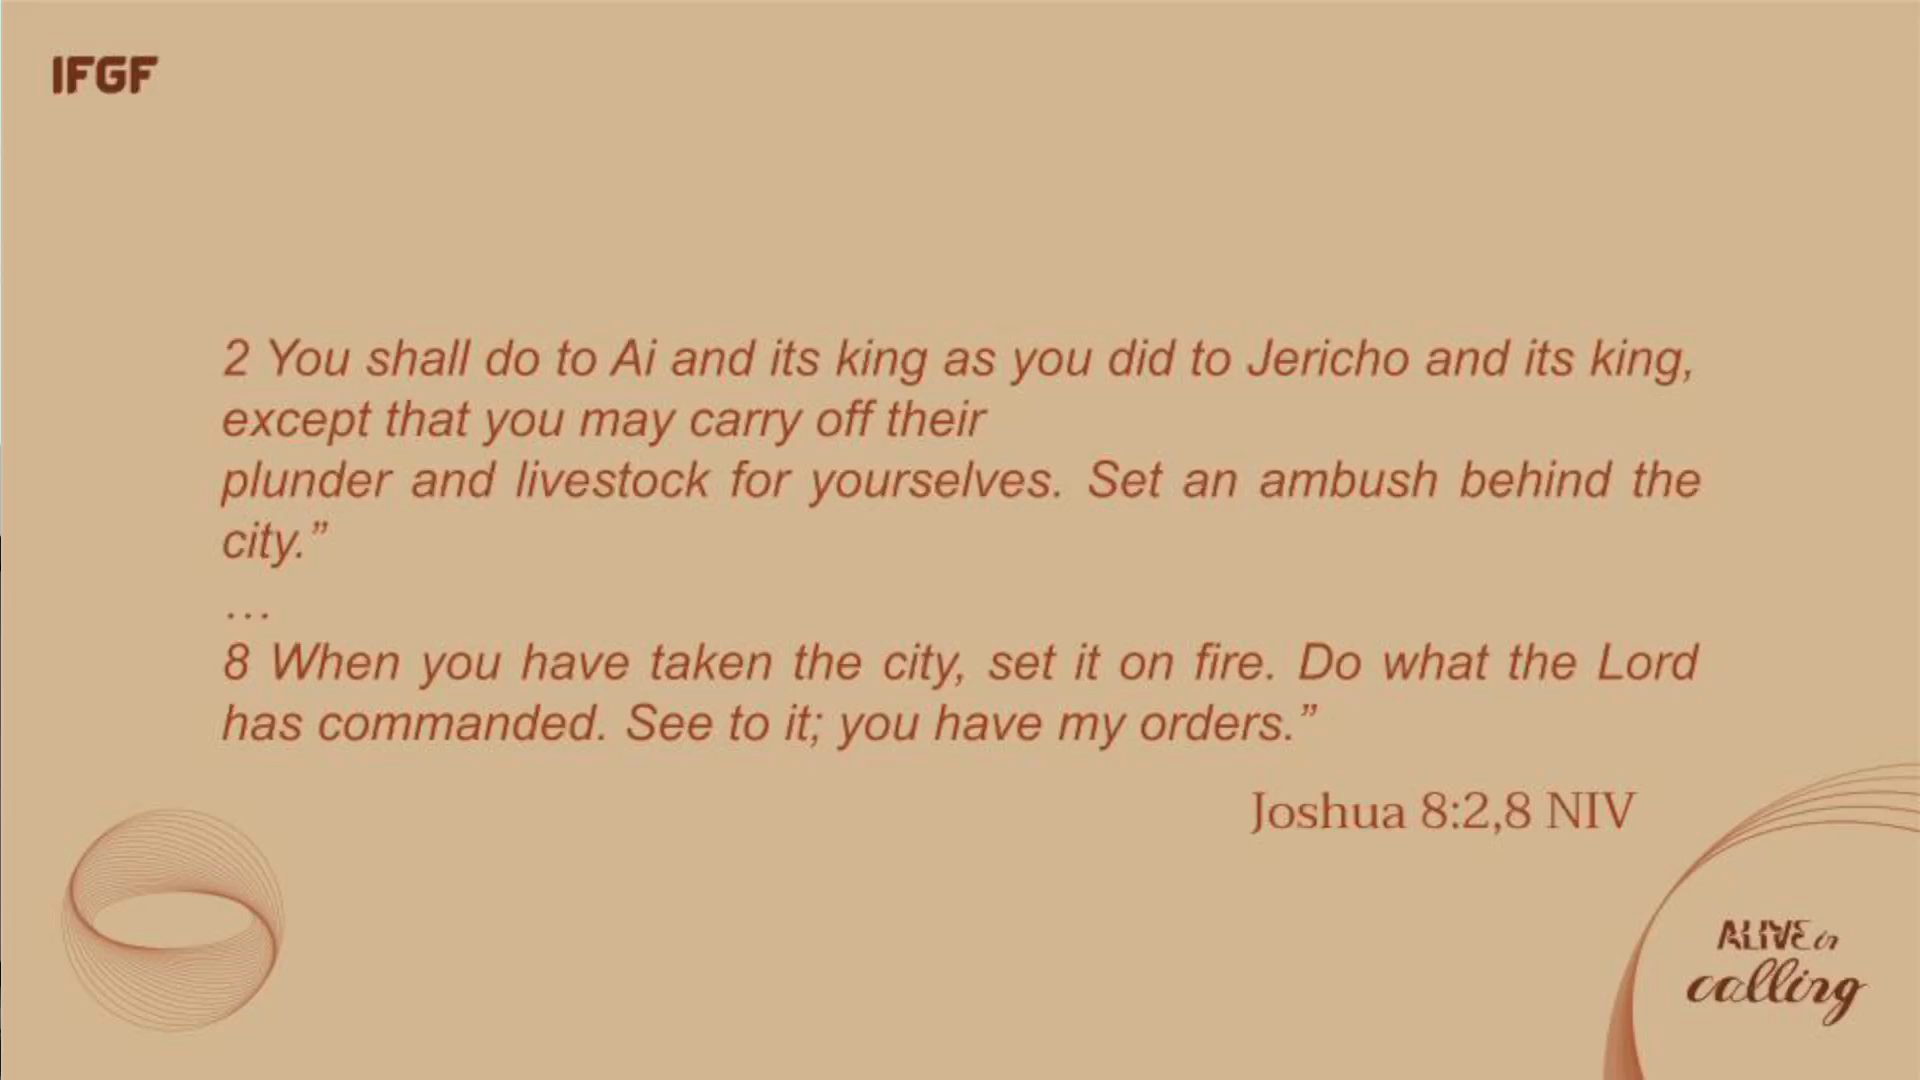 IFGF
2 You shall do to Ai and its king as you did to Jericho and its king,
except that you may carry off their
plunder and livestock for yourselves. Set an ambush behind the
city.”
…
8 When you have taken the city, set it on fire. Do what the Lord
has commanded. See to it; you have my orders.”
Joshua 8:2,8 NIV
ALIVE in
calling